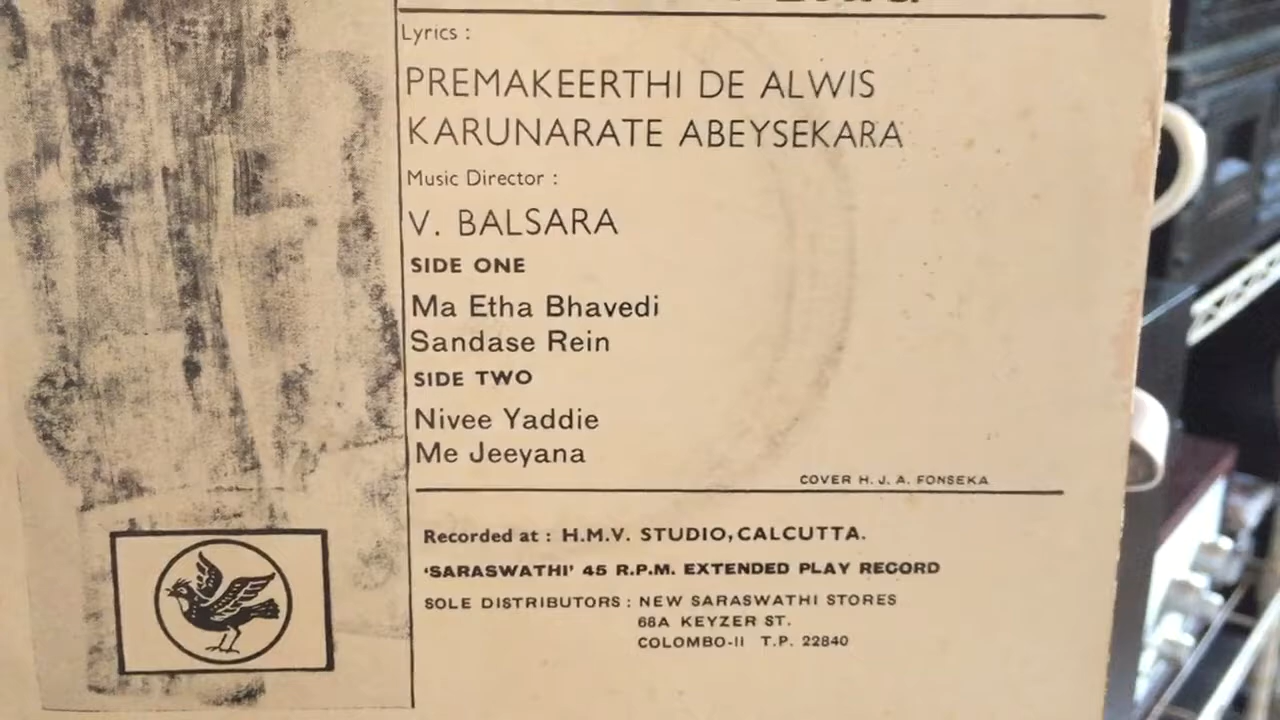 Lyrics :
PREMAKEERTHI DE ALWIS
KARUNARATE ABEYSEKARA
Music Director :
V. BALSARA
SIDE ONE
Ma Etha Bhavedi
Sandase Rein
SIDE TWO
Nivee Yaddie
Me Jeeyana
COVER H. J. A. FONSEKA
Recorded at : H.M.V. STUDIO, CALCUTTA.
'SARASWATHI' 45 R.P.M. EXTENDED PLAY RECORD
SOLE DISTRIBUTORS : NEW SARASWATHI STORES
68A KEYZER ST.
COLOMBO-II T.P. 22840